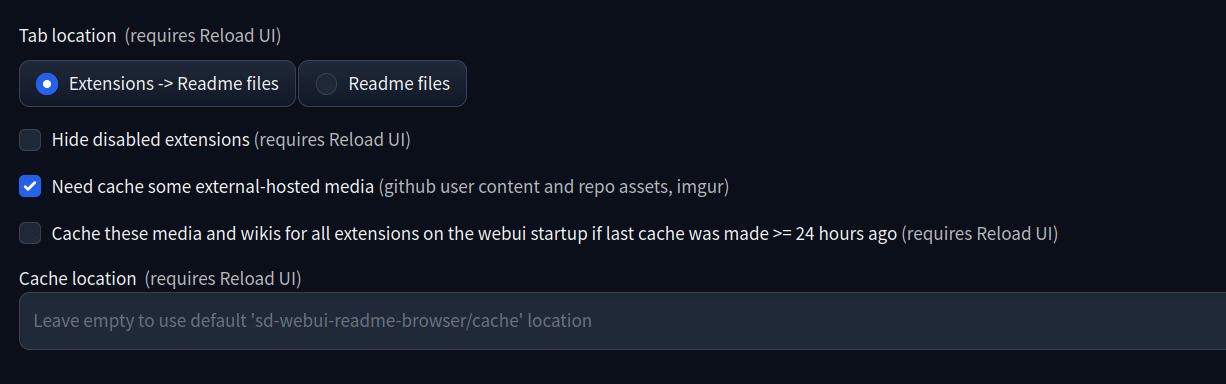 Tab location (requires Reload UI)
Extensions -> Readme files Readme files
Hide disabled extensions (requires Reload UI)
Need cache some external-hosted media (github user content and repo assets, imgur)
Cache these media and wikis for all extensions on the webui startup if last cache was made >= 24 hours ago (requires Reload UI)
Cache location (requires Reload UI)
Leave empty to use default 'sd-webui-readme-browser/cache' location